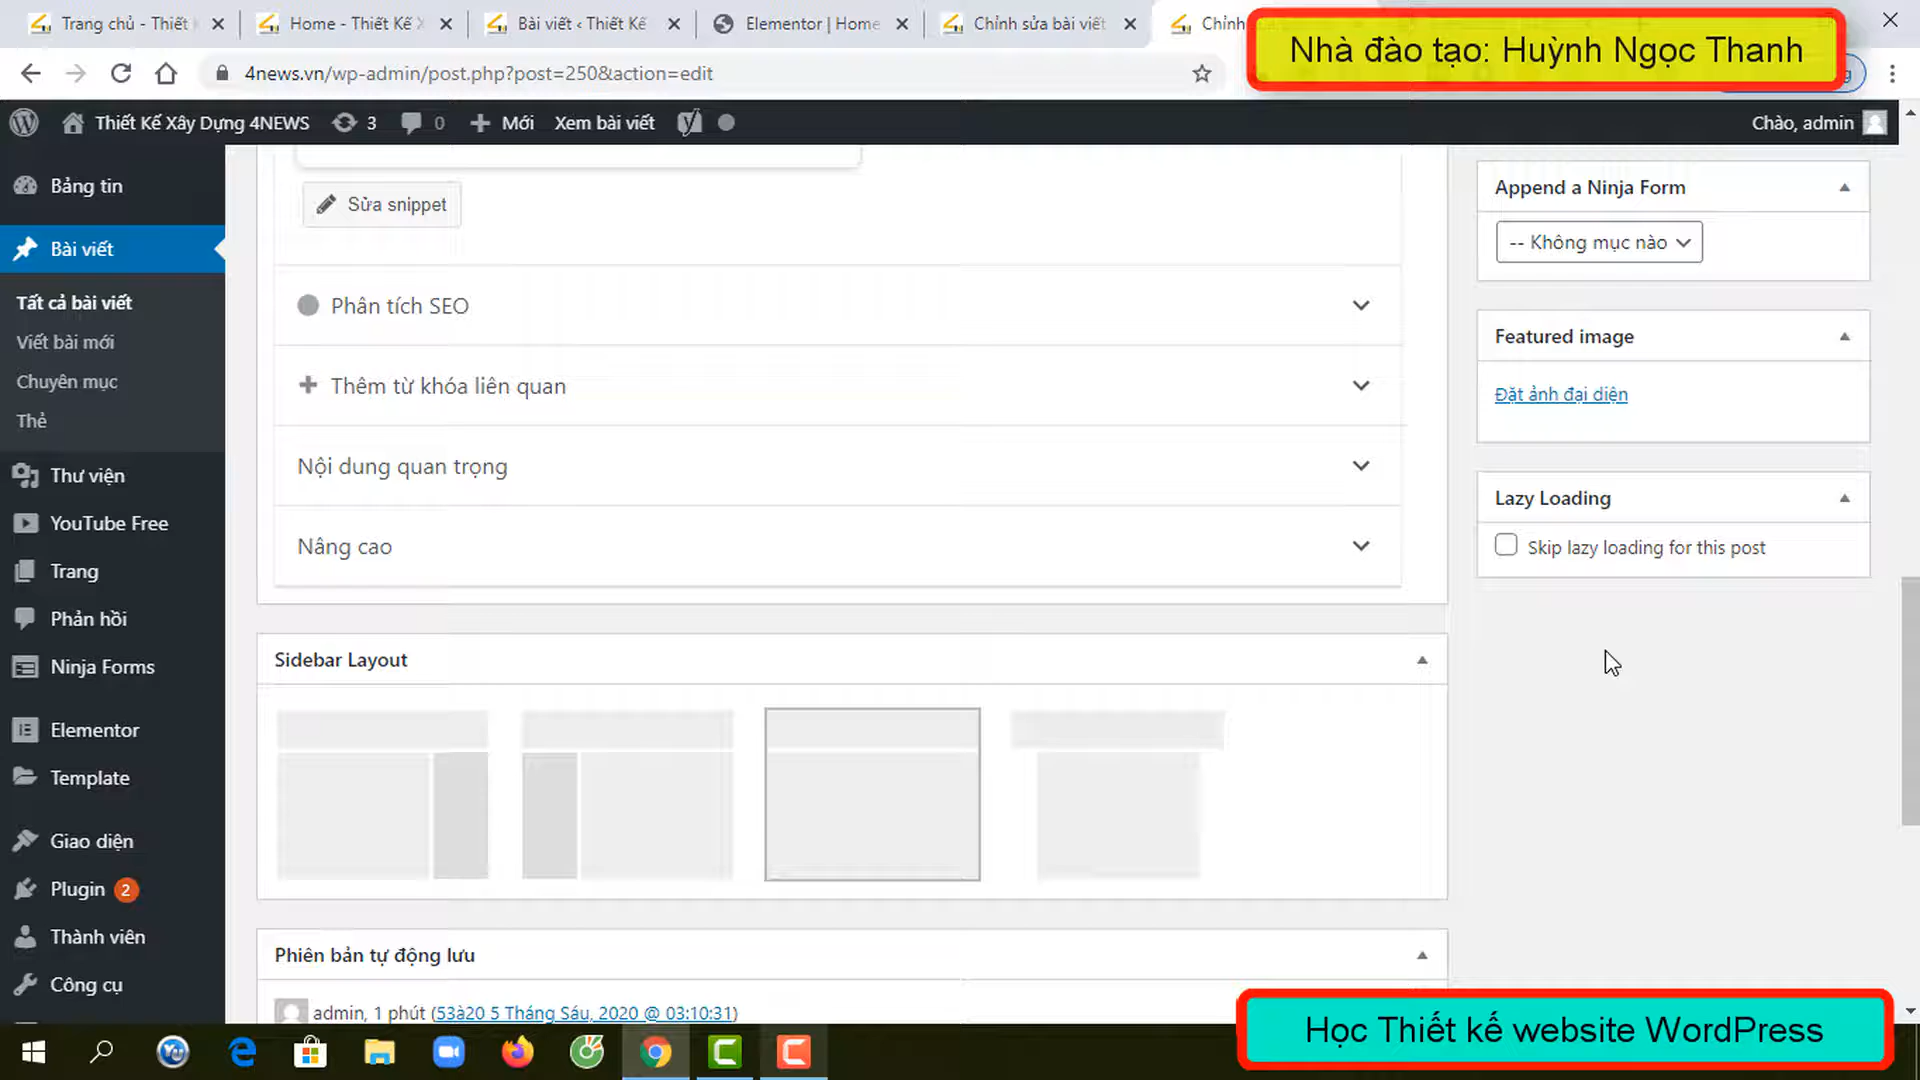 Trang chủ - Thiết
Home - Thiết Kế X
Bài viết ‹ Thiết Kế
Elementor | Home
Chỉnh sửa bài viết
Chỉnh
Nhà đào tạo: Huỳnh Ngọc Thanh
4news.vn/wp-admin/post.php?post=250&action=edit
Thiết Kế Xây Dựng 4NEWS
3
0
Mới
Xem bài viết
Chào, admin
Bảng tin
Bài viết
Tất cả bài viết
Viết bài mới
Chuyên mục
Thẻ
Thư viện
YouTube Free
Trang
Phản hồi
Ninja Forms
Elementor
Template
Giao diện
Plugin 2
Thành viên
Công cụ
Sửa snippet
Phân tích SEO
Thêm từ khóa liên quan
Nội dung quan trọng
Nâng cao
Sidebar Layout
Phiên bản tự động lưu
admin, 1 phút (53à20 5 Tháng Sáu, 2020 @ 03:10:31)
Append a Ninja Form
-- Không mục nào
Featured image
Đặt ảnh đại diện
Lazy Loading
Skip lazy loading for this post
Học Thiết kế website WordPress